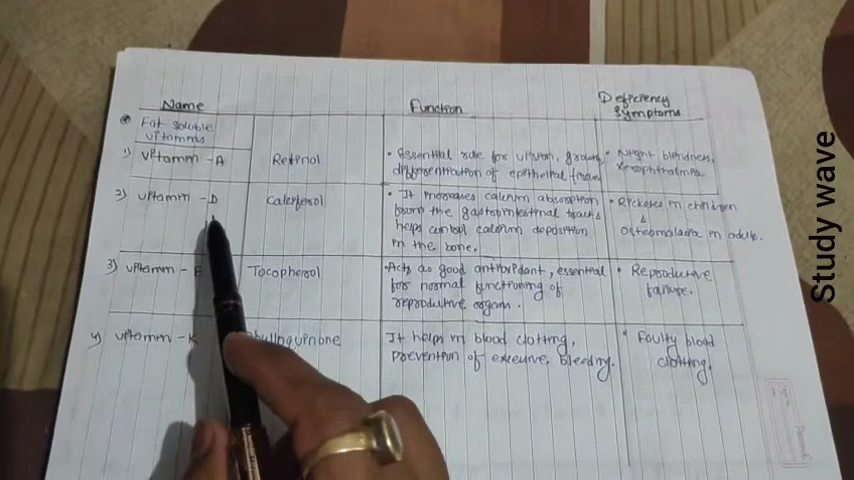 Name
Function
Deficiency
Symptoms
Fat soluble
vitamins
1) vitamin - A
Retinol
• Essential role for vision, growth
differentiation of epithelial
• Night blindness,
xerophthalmia
2) vitamin - D
Calciferol
• It increases calcium absorption
from the gastrointestinal tracts
helps control calcium deposition
in the bone.
• Rickets in children
&
Osteomalacia in adults.
3) vitamin - E
Tocopherol
• Acts as good antioxidant, essential
for normal functioning of
reproductive organ.
• Reproductive
failure.
4) vitamin - K
It helps in blood clotting,
prevention of excessive bleeding.
• Faulty blood
clotting.
Study wave